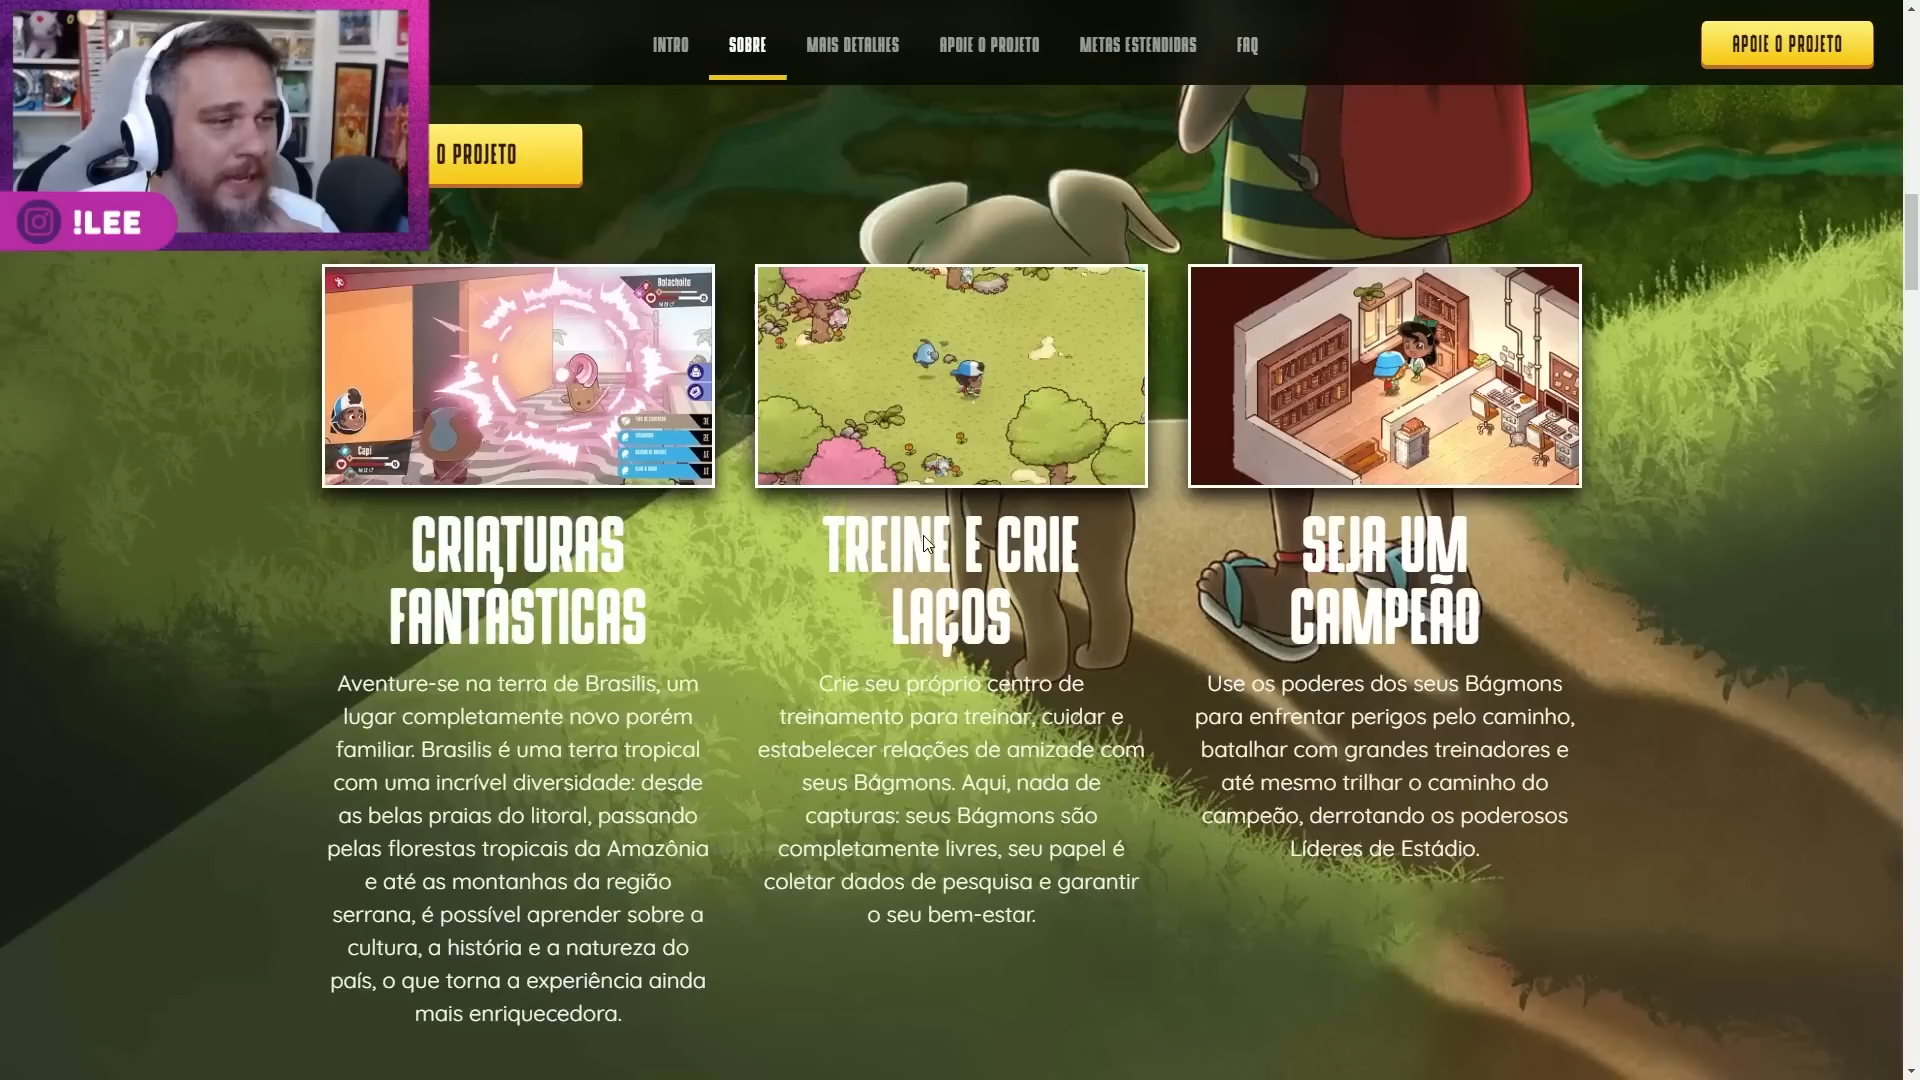 INTRO
SOBRE
MAIS DETALHES
APOIE O PROJETO
METAS ESTENDIDAS
FAQ
APOIE O PROJETO
O PROJETO
!LEE
Bolachoito
Capi
CRIATURAS
FANTÁSTICAS
Aventure-se na terra de Brasilis, um
lugar completamente novo porém
familiar. Brasilis é uma terra tropical
com uma incrível diversidade: desde
as belas praias do litoral, passando
pelas florestas tropicais da Amazônia
e até as montanhas da região
serrana, é possível aprender sobre a
cultura, a história e a natureza do
país, o que torna a experiência ainda
mais enriquecedora.
TREINE E CRIE
LAÇOS
Crie seu próprio centro de
treinamento para treinar, cuidar e
estabelecer relações de amizade com
seus Bágmons. Aqui, nada de
capturas: seus Bágmons são
completamente livres, seu papel é
coletar dados de pesquisa e garantir
o seu bem-estar.
SEJA UM
CAMPEÃO
Use os poderes dos seus Bágmons
para enfrentar perigos pelo caminho,
batalhar com grandes treinadores e
até mesmo trilhar o caminho do
campeão, derrotando os poderosos
Líderes de Estádio.